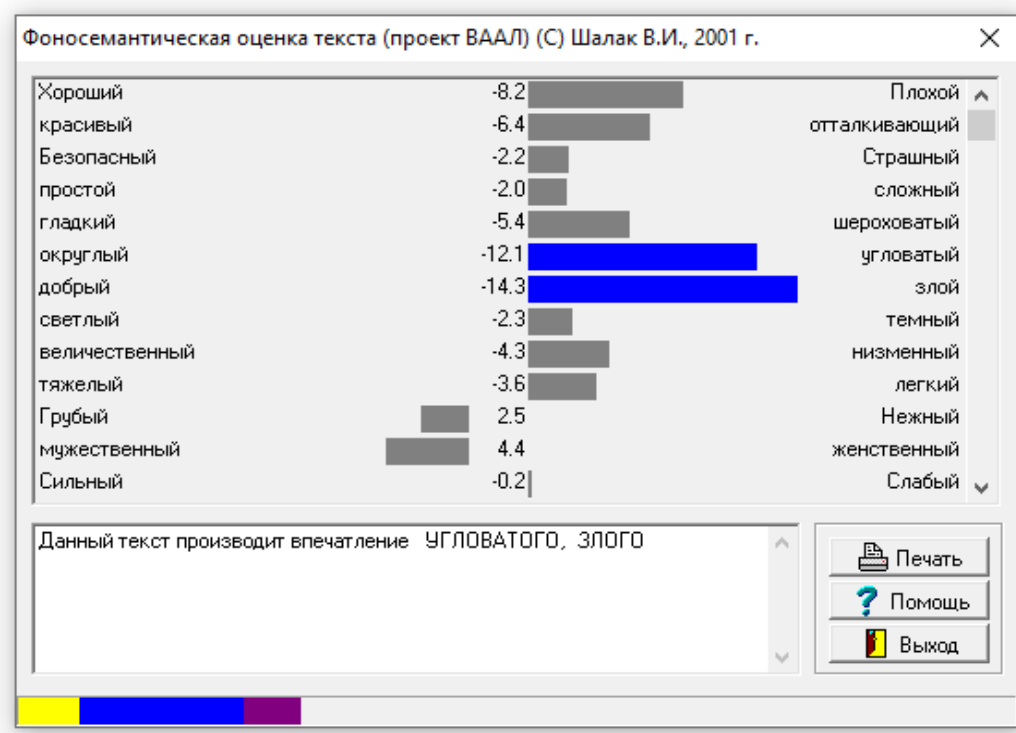 Фоносемантическая оценка текста (проект ВААЛ) (С) Шалак В.И., 2001 г.
Хороший -8.2 Плохой
красивый -6.4 отталкивающий
Безопасный -2.2 Страшный
простой -2.0 сложный
гладкий -5.4 шероховатый
округлый -12.1 угловатый
добрый -14.3 злой
светлый -2.3 темный
величественный -4.3 низменный
тяжелый -3.6 легкий
Грубый 2.5 Нежный
мужественный 4.4 женственный
Сильный -0.2 Слабый
Данный текст производит впечатление УГЛОВАТОГО, ЗЛОГО
Печать
Помощь
Выход